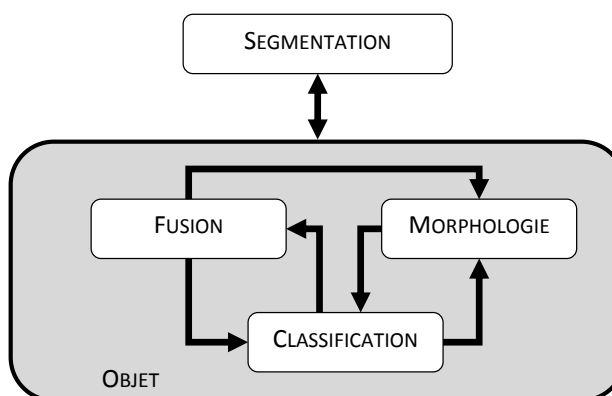 SEGMENTATION
FUSION
MORPHOLOGIE
CLASSIFICATION
OBJET